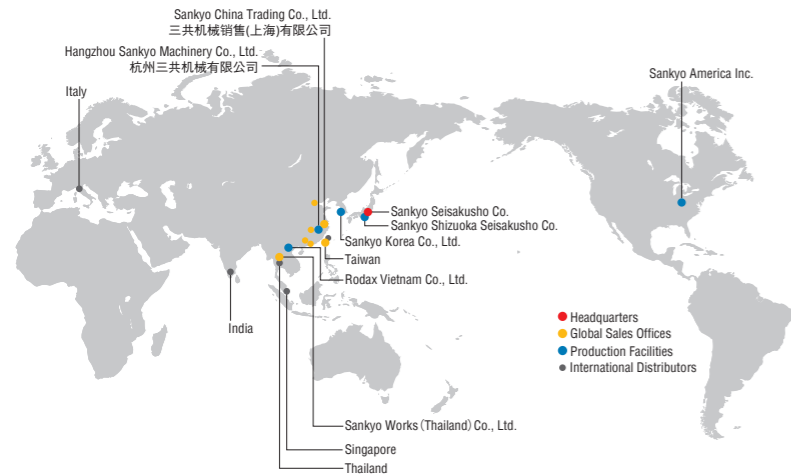 Sankyo China Trading Co., Ltd.
三共机械销售(上海)有限公司
Hangzhou Sankyo Machinery Co., Ltd.
杭州三共机械有限公司
Sankyo America Inc.
Italy
Sankyo Seisakusho Co.
Sankyo Shizuoka Seisakusho Co.
Sankyo Korea Co., Ltd.
Taiwan
Rodax Vietnam Co., Ltd.
India
Headquarters
Global Sales Offices
Production Facilities
International Distributors
Sankyo Works (Thailand) Co., Ltd.
Singapore
Thailand